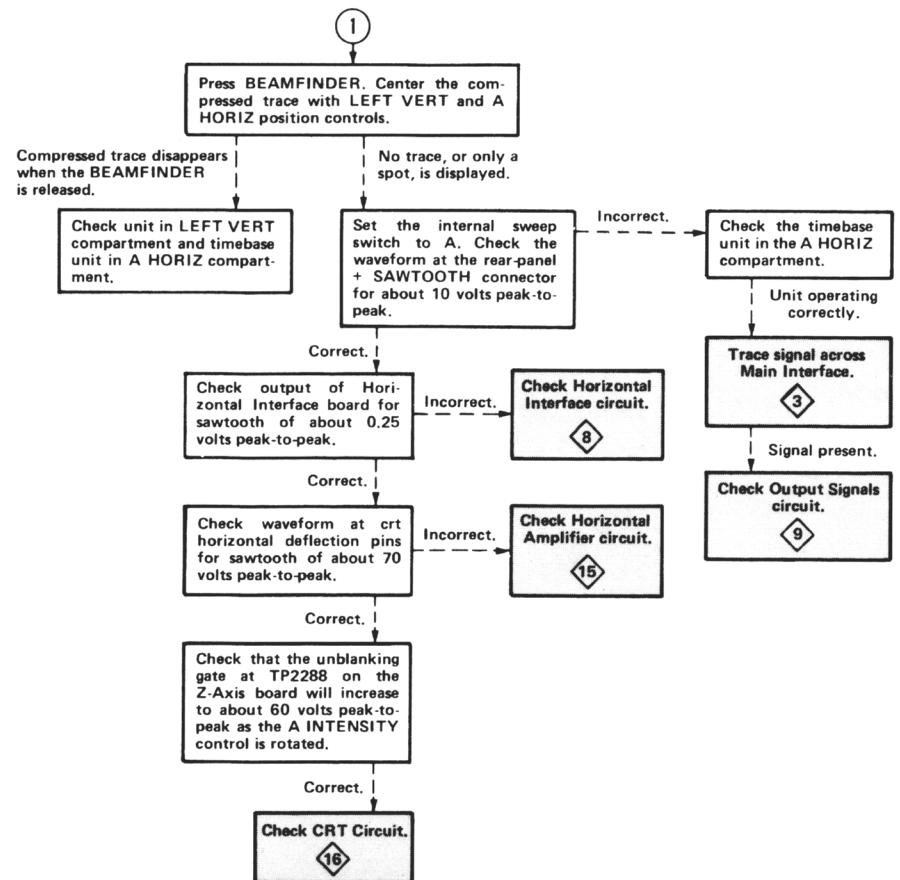 1
Press BEAMFINDER. Center the com-
pressed trace with LEFT VERT and A
HORIZ position controls.
Compressed trace disappears
when the BEAMFINDER
is released.
No trace, or only a
spot, is displayed.
Check unit in LEFT VERT
compartment and timebase
unit in A HORIZ compart-
ment.
Set the internal sweep
switch to A. Check the
waveform at the rear-panel
+ SAWTOOTH connector
for about 10 volts peak-to-
peak.
Incorrect.
Check the timebase
unit in the A HORIZ
compartment.
Unit operating
correctly.
Trace signal across
Main Interface.
3
Signal present.
Check Output Signals
circuit.
9
Correct.
Check output of Hori-
zontal Interface board for
sawtooth of about 0.25
volts peak-to-peak.
Incorrect.
Check Horizontal
Interface circuit.
8
Correct.
Check waveform at crt
horizontal deflection pins
for sawtooth of about 70
volts peak-to-peak.
Incorrect.
Check Horizontal
Amplifier circuit.
15
Correct.
Check that the unblanking
gate at TP2288 on the
Z-Axis board will increase
to about 60 volts peak-to-
peak as the A INTENSITY
control is rotated.
Correct.
Check CRT Circuit.
16